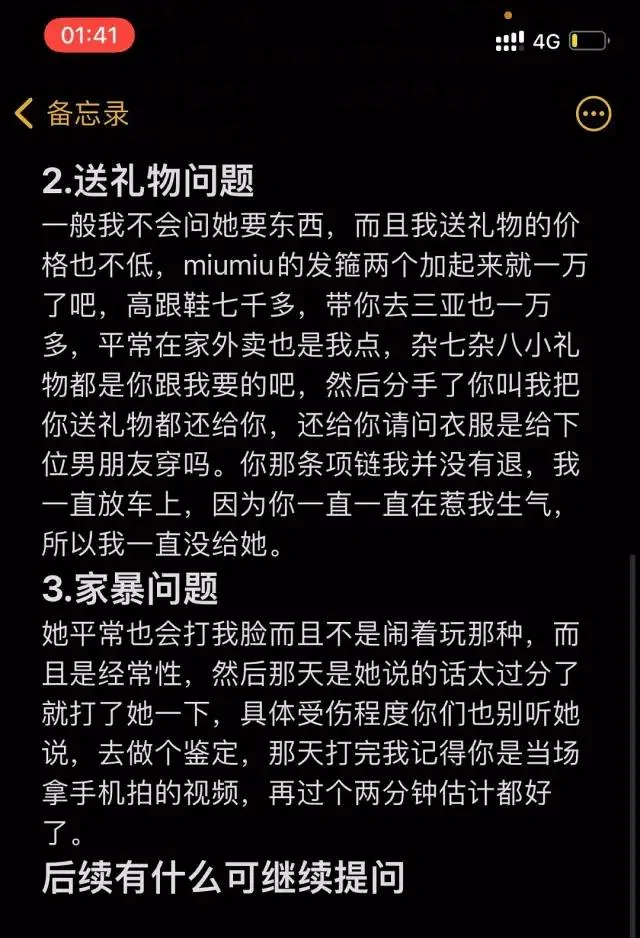 01:41
4G
备忘录
2.送礼物问题
一般我不会问她要东西，而且我送礼物的价
格也不低，miumiu的发箍两个加起来就一万
了吧，高跟鞋七千多，带你去三亚也一万
多，平常在家外卖也是我点，杂七杂八小礼
物都是你跟我要的吧，然后分手了你叫我把
你送礼物都还给你，还给你请问衣服是给下
位男朋友穿吗。你那条项链我并没有退，我
一直放车上，因为你一直一直在惹我生气，
所以我一直没给她。
3.家暴问题
她平常也会打我脸而且不是闹着玩那种，而
且是经常性，然后那天是她说的话太过分了
就打了她一下，具体受伤程度你们也别听她
说，去做个鉴定，那天打完我记得你是当场
拿手机拍的视频，再过个两分钟估计都好
了。
后续有什么可继续提问